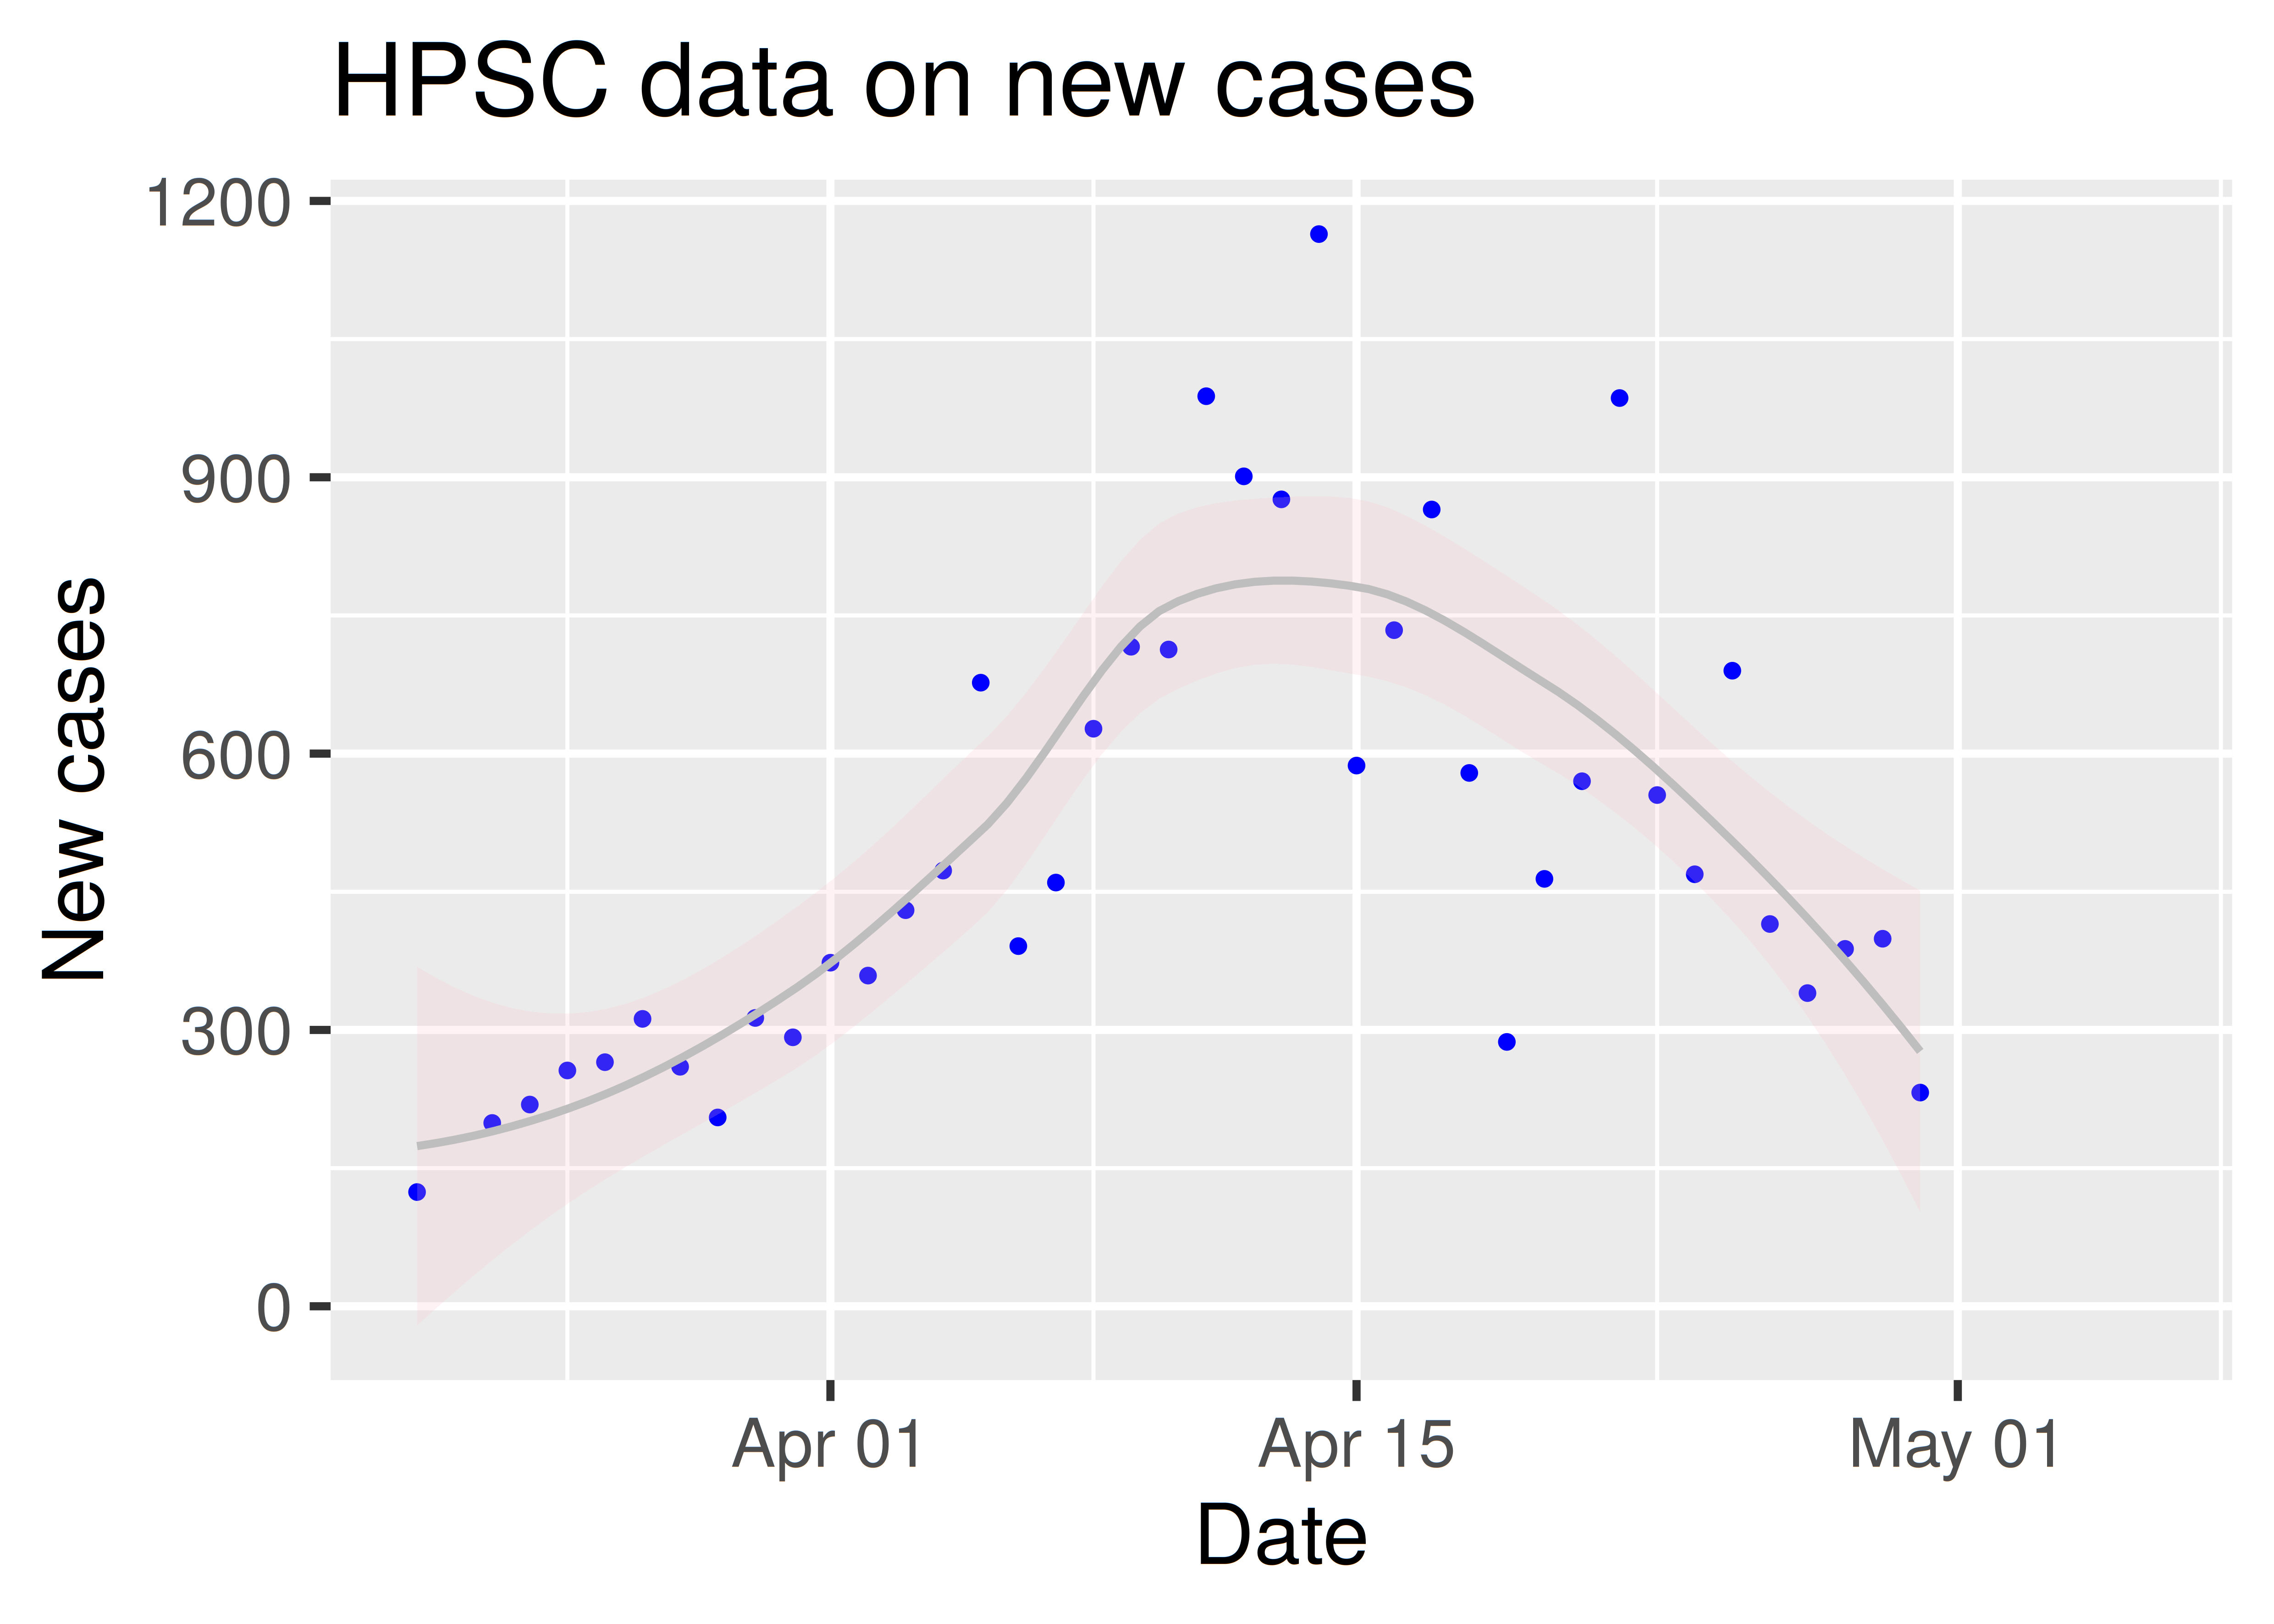 HPSC data on new cases
1200
900
600
300
0
New cases
Apr 01
Apr 15
May 01
Date